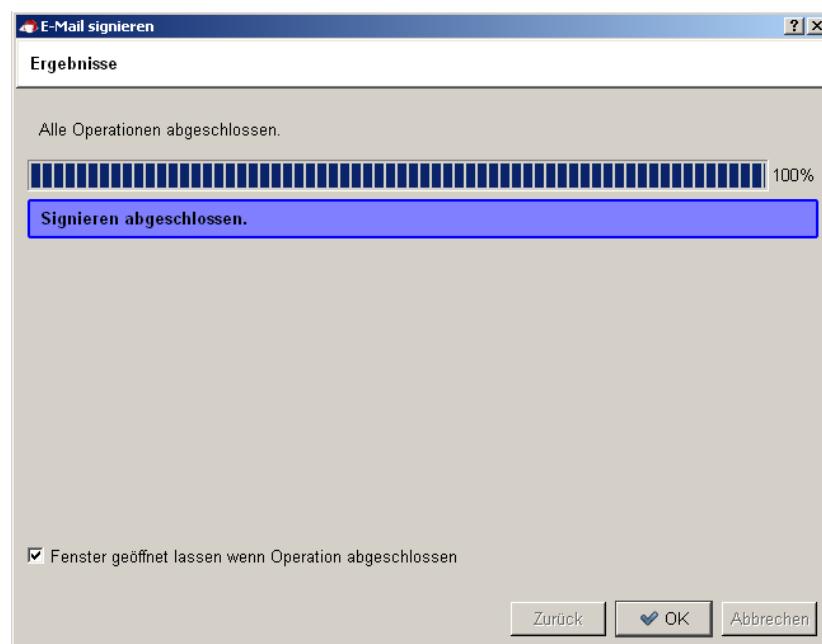 E-Mail signieren
Ergebnisse
Alle Operationen abgeschlossen.
100%
Signieren abgeschlossen.
Fenster geöffnet lassen wenn Operation abgeschlossen
Zurück OK Abbrechen